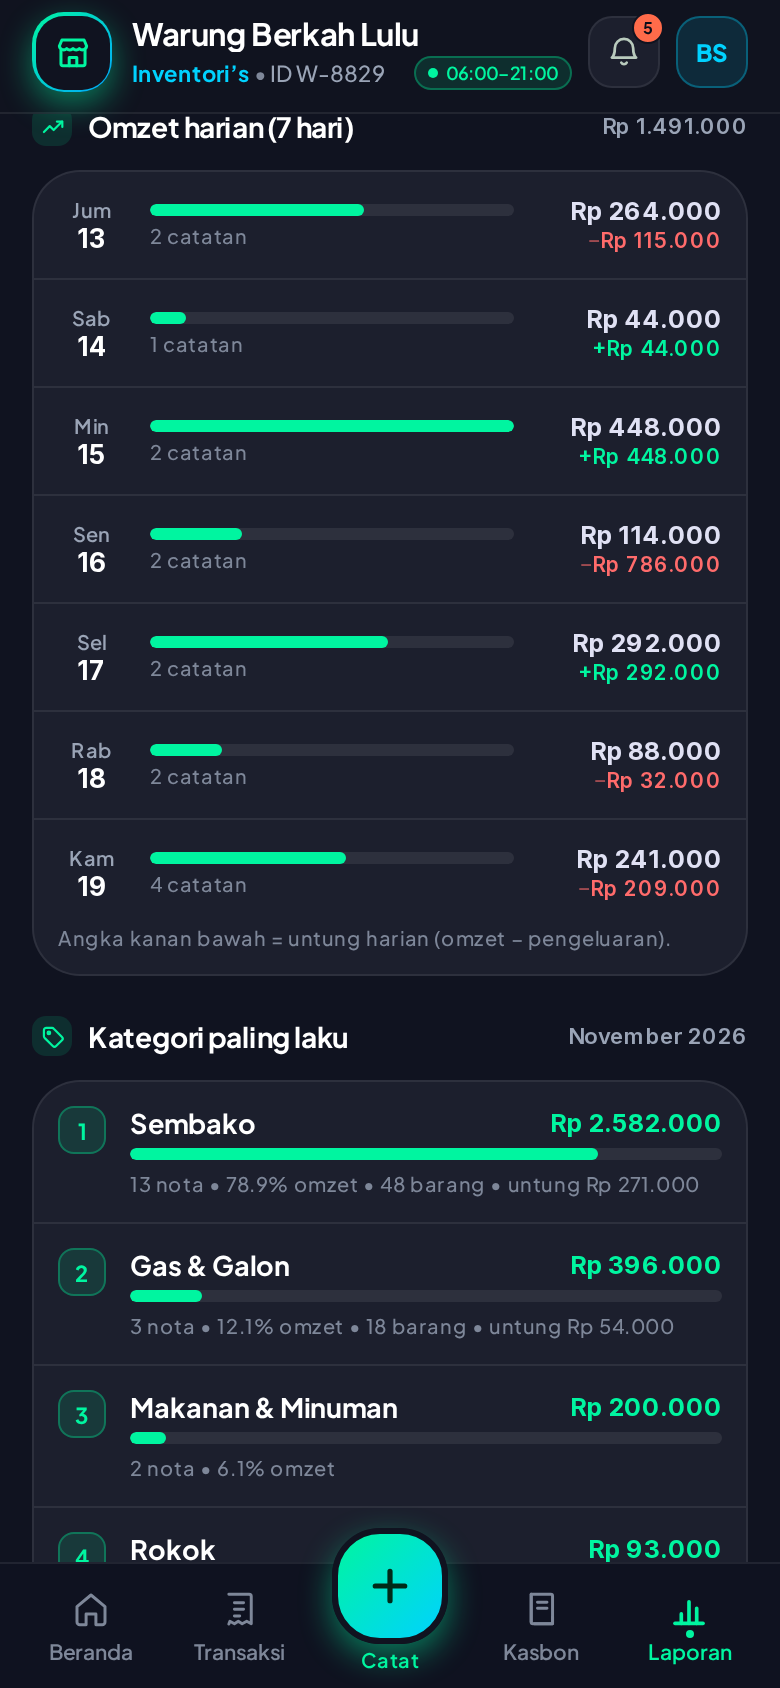 Warung Berkah Lulu
Inventori's • ID W-8829
06:00–21:00
5
BS
Omzet harian (7 hari)
Rp 1.491.000
Jum
13
2 catatan
Rp 264.000
−Rp 115.000
Sab
14
1 catatan
Rp 44.000
+Rp 44.000
Min
15
2 catatan
Rp 448.000
+Rp 448.000
Sen
16
2 catatan
Rp 114.000
−Rp 786.000
Sel
17
2 catatan
Rp 292.000
+Rp 292.000
Rab
18
2 catatan
Rp 88.000
−Rp 32.000
Kam
19
4 catatan
Rp 241.000
−Rp 209.000
Angka kanan bawah = untung harian (omzet − pengeluaran).
Kategori paling laku
November 2026
1
Sembako
Rp 2.582.000
13 nota • 78.9% omzet • 48 barang • untung Rp 271.000
2
Gas & Galon
Rp 396.000
3 nota • 12.1% omzet • 18 barang • untung Rp 54.000
3
Makanan & Minuman
Rp 200.000
2 nota • 6.1% omzet
4
Rokok
Rp 93.000
Beranda
Transaksi
Catat
Kasbon
Laporan